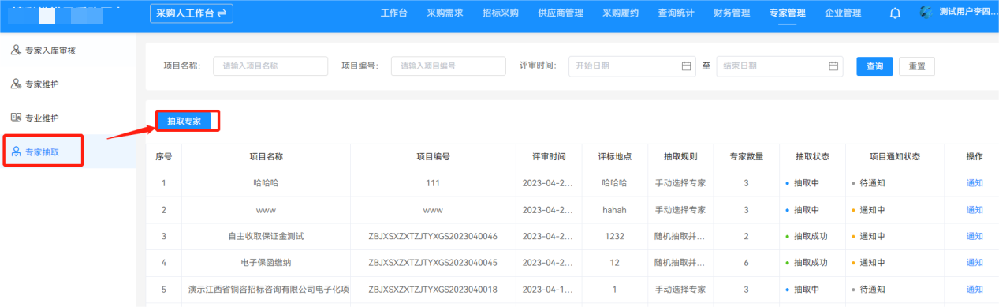 采购人工作台 工作台 采购需求 招标采购 供应商管理 采购履约 查询统计 财务管理 专家管理 企业管理 测试用户李四...
专家入库审核
专家维护
专业维护
专家抽取
项目名称: 请输入项目名称 项目编号: 请输入项目编号 评审时间: 开始日期 至 结束日期 查询 重置
抽取专家
序号 项目名称 项目编号 评审时间 评标地点 抽取规则 专家数量 抽取状态 项目通知状态 操作
1 哈哈哈 111 2023-04-2... 哈哈哈 手动选择专家 3 抽取中 待通知 通知
2 www www 2023-04-2... hahah 手动选择专家 3 抽取中 通知中 通知
3 自主收取保证金测试 ZBJXSXZXTZJTYXGS2023040046 2023-04-2... 1232 随机抽取并... 2 抽取成功 通知中 通知
4 电子保函缴纳 ZBJXSXZXTZJTYXGS2023040045 2023-04-2... 12 随机抽取并... 6 抽取成功 通知中 通知
5 演示江西省铜咨招标咨询有限公司电子化项 ZBJXSXZXTZJTYXGS2023040018 2023-04-1... 1 手动选择专家 3 抽取中 待通知 通知